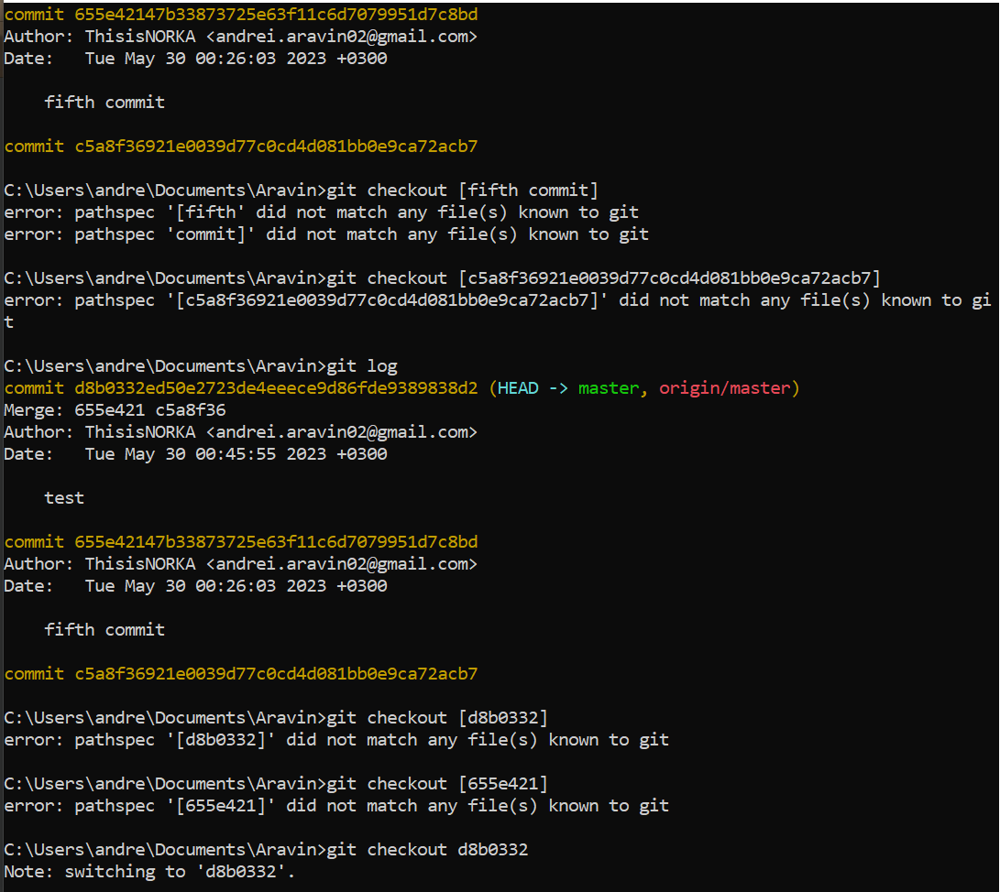 commit 655e42147b33873725e63f11c6d7079951d7c8bd
Author: ThisisNORKA <andrei.aravin02@gmail.com>
Date:   Tue May 30 00:26:03 2023 +0300
    fifth commit
commit c5a8f36921e0039d77c0cd4d081bb0e9ca72acb7
C:\Users\andre\Documents\Aravin>git checkout [fifth commit]
error: pathspec '[fifth' did not match any file(s) known to git
error: pathspec 'commit]' did not match any file(s) known to git
C:\Users\andre\Documents\Aravin>git checkout [c5a8f36921e0039d77c0cd4d081bb0e9ca72acb7]
error: pathspec '[c5a8f36921e0039d77c0cd4d081bb0e9ca72acb7]' did not match any file(s) known to gi
t
C:\Users\andre\Documents\Aravin>git log
commit d8b0332ed50e2723de4eeece9d86fde9389838d2 (HEAD -> master, origin/master)
Merge: 655e421 c5a8f36
Author: ThisisNORKA <andrei.aravin02@gmail.com>
Date:   Tue May 30 00:45:55 2023 +0300
    test
commit 655e42147b33873725e63f11c6d7079951d7c8bd
Author: ThisisNORKA <andrei.aravin02@gmail.com>
Date:   Tue May 30 00:26:03 2023 +0300
    fifth commit
commit c5a8f36921e0039d77c0cd4d081bb0e9ca72acb7
C:\Users\andre\Documents\Aravin>git checkout [d8b0332]
error: pathspec '[d8b0332]' did not match any file(s) known to git
C:\Users\andre\Documents\Aravin>git checkout [655e421]
error: pathspec '[655e421]' did not match any file(s) known to git
C:\Users\andre\Documents\Aravin>git checkout d8b0332
Note: switching to 'd8b0332'.